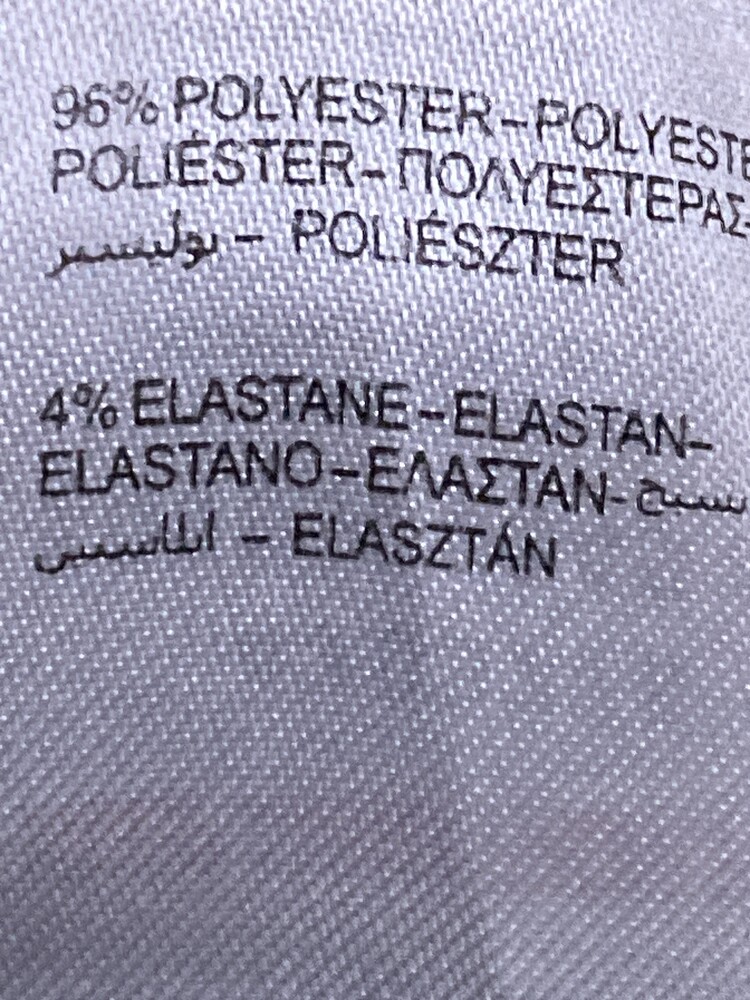 96% POLYESTER-POLYESTE
POLIÉSTER-ΠΟΛΥΕΣΤΕΡΑΣ-
بوليستر - POLIÉSZTER
4% ELASTANE-ELASTAN-
ELASTANO-ΕΛΑΣΤΑΝ-
- ELASZTÁN